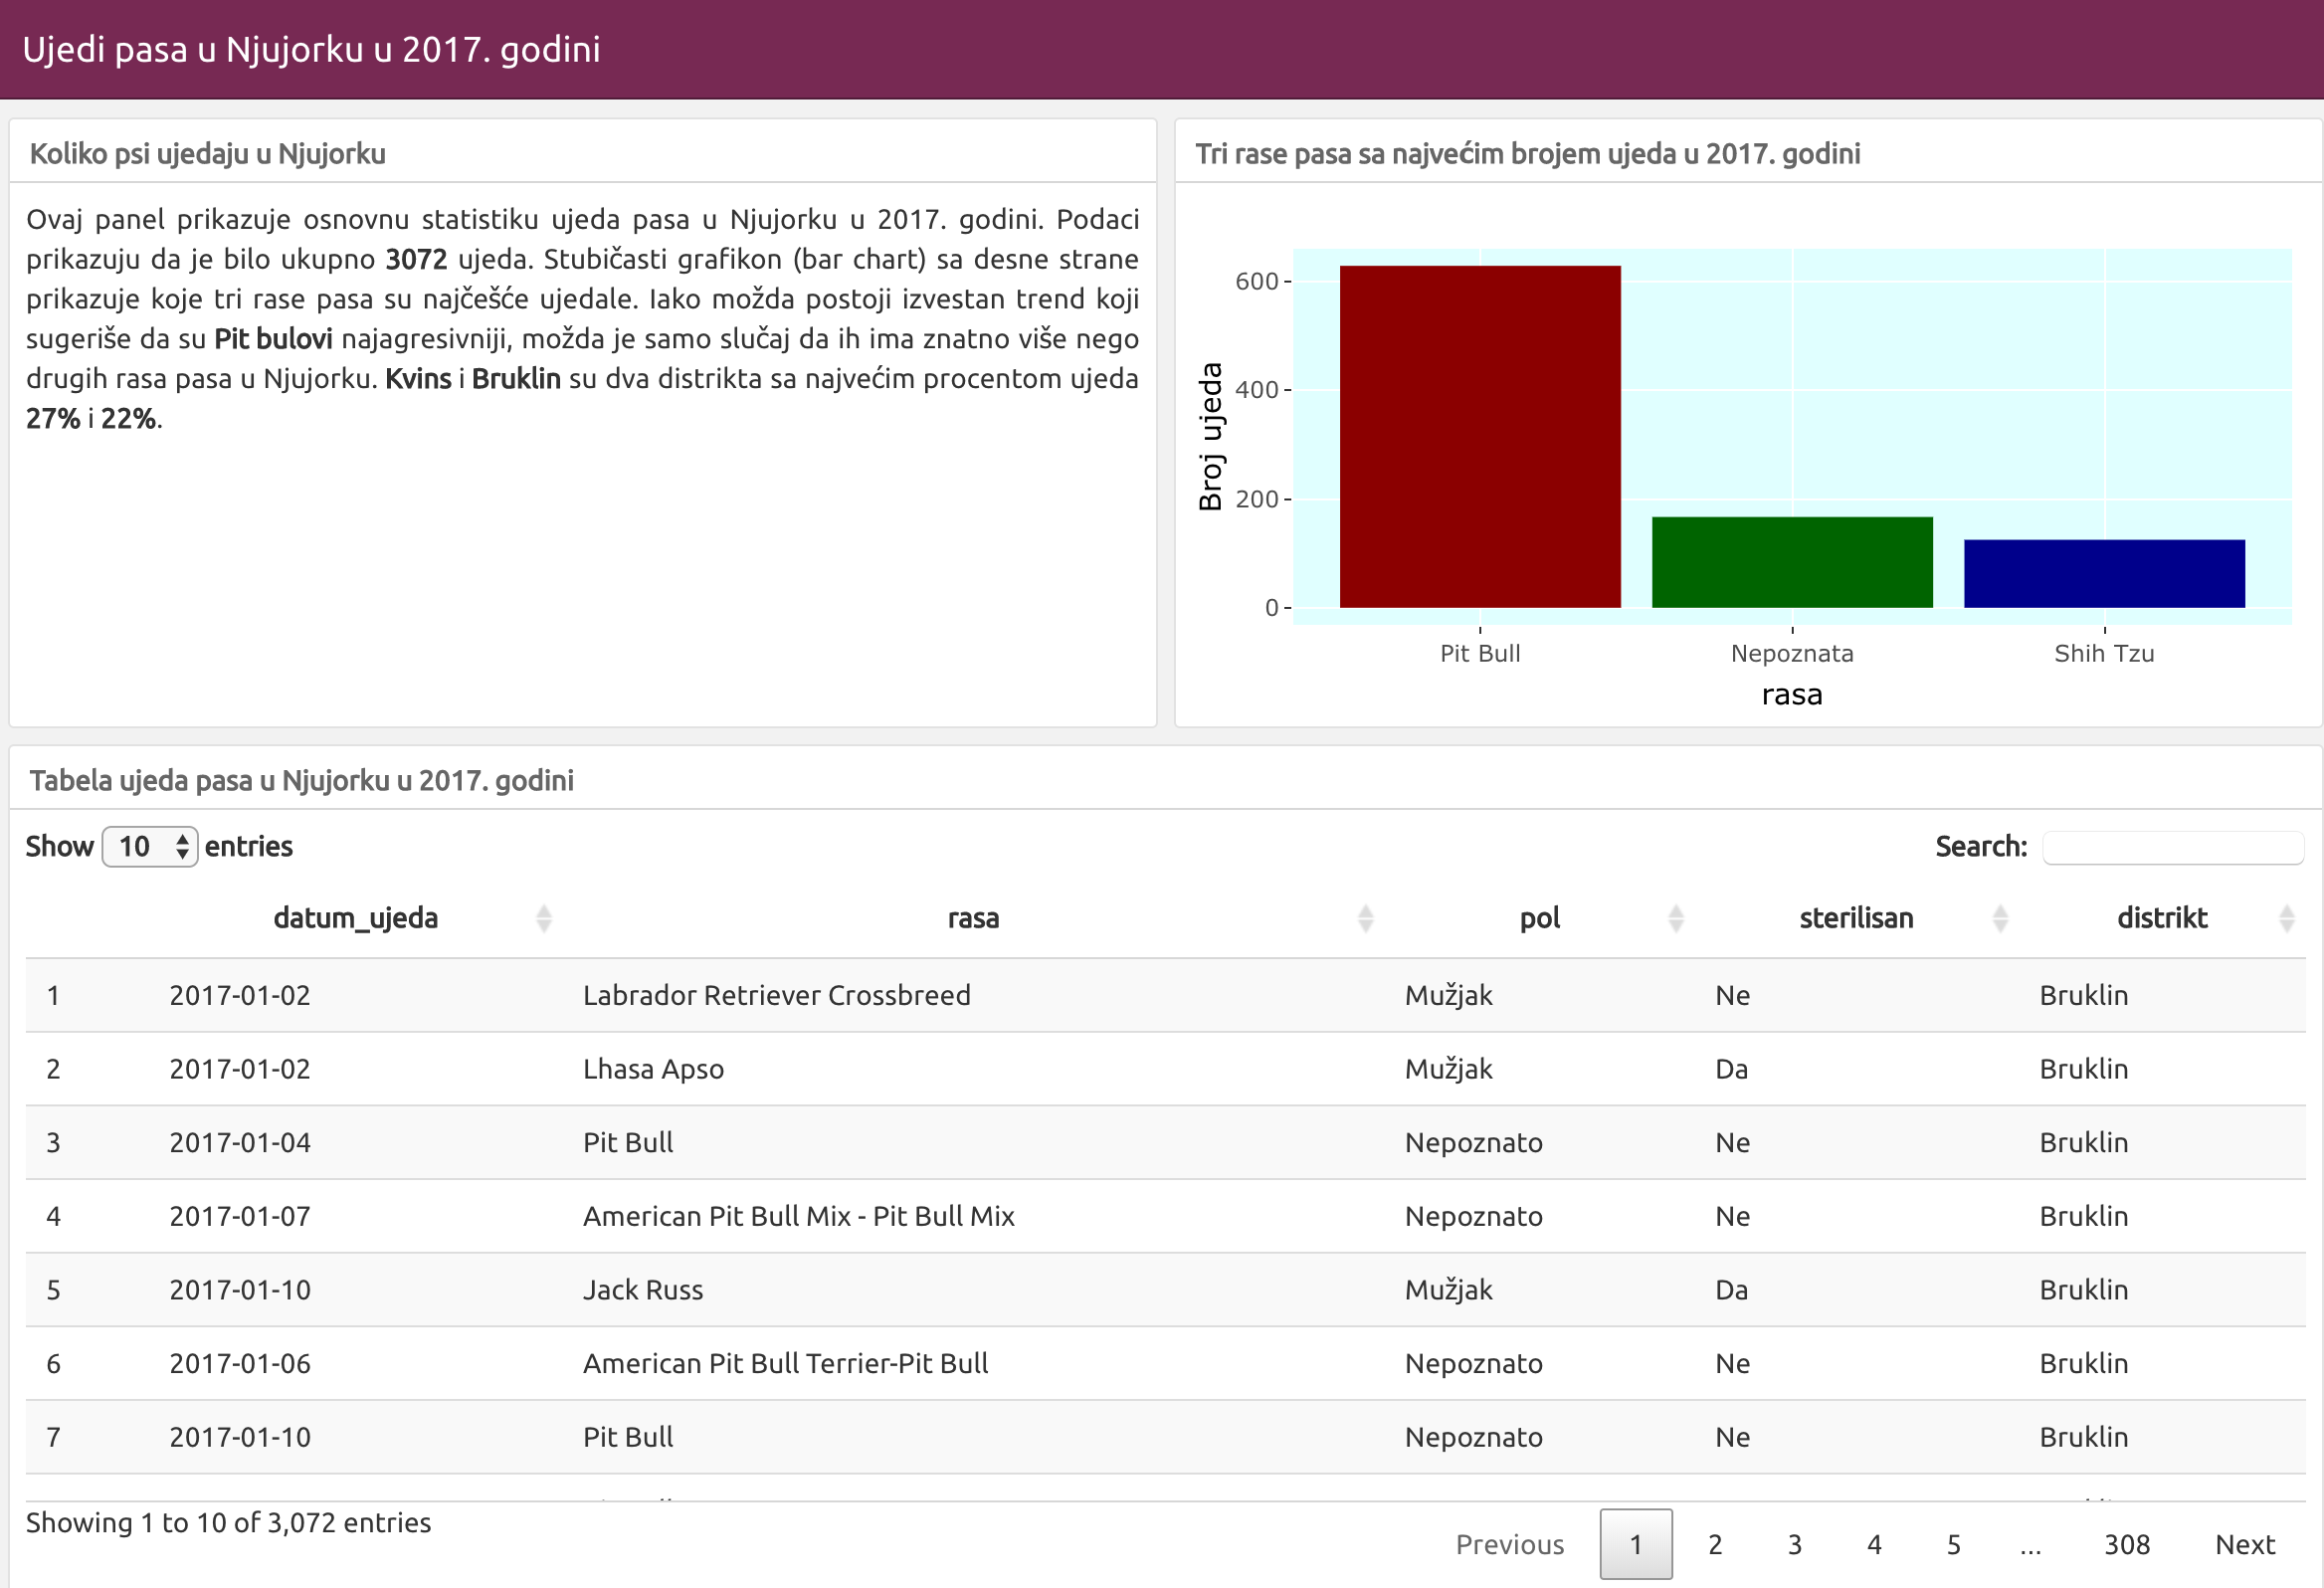 Ujedi pasa u Njujorku u 2017. godini
Koliko psi ujedaju u Njujorku
Ovaj panel prikazuje osnovnu statistiku ujeda pasa u Njujorku u 2017. godini. Podaci
prikazuju da je bilo ukupno 3072 ujeda. Stubičasti grafikon (bar chart) sa desne strane
prikazuje koje tri rase pasa su najčešće ujedale. Iako možda postoji izvestan trend koji
sugeriše da su Pit bulovi najagresivniji, možda je samo slučaj da ih ima znatno više nego
drugih rasa pasa u Njujorku. Kvins i Bruklin su dva distrikta sa najvećim procentom ujeda
27% i 22%.
Tri rase pasa sa najvećim brojem ujeda u 2017. godini
Broj ujeda
600
400
200
0
Pit Bull Nepoznata Shih Tzu
rasa
Tabela ujeda pasa u Njujorku u 2017. godini
Show 10 entries Search:
datum_ujeda rasa pol sterilisan distrikt
1 2017-01-02 Labrador Retriever Crossbreed Mužjak Ne Bruklin
2 2017-01-02 Lhasa Apso Mužjak Da Bruklin
3 2017-01-04 Pit Bull Nepoznato Ne Bruklin
4 2017-01-07 American Pit Bull Mix - Pit Bull Mix Nepoznato Ne Bruklin
5 2017-01-10 Jack Russ Mužjak Da Bruklin
6 2017-01-06 American Pit Bull Terrier-Pit Bull Nepoznato Ne Bruklin
7 2017-01-10 Pit Bull Nepoznato Ne Bruklin
Showing 1 to 10 of 3,072 entries
Previous 1 2 3 4 5 ... 308 Next